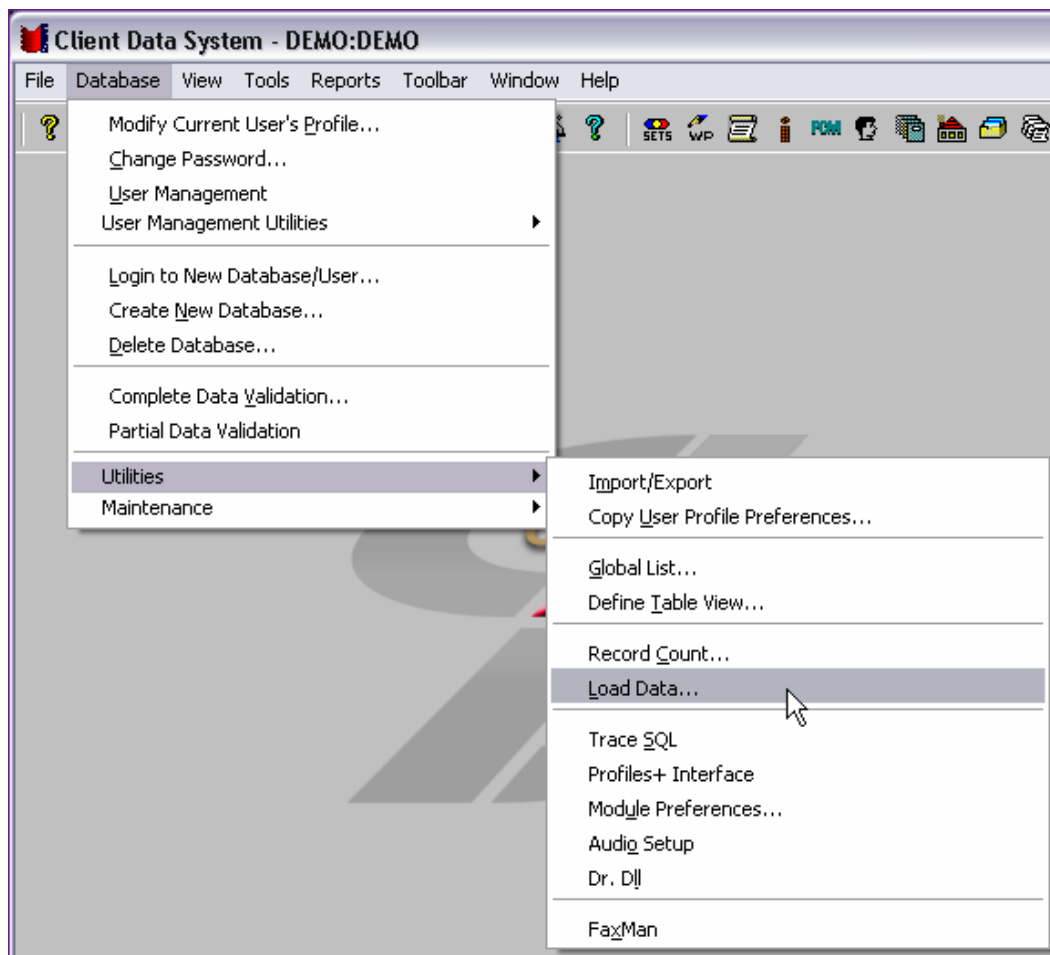 Client Data System - DEMO:DEMO
File Database View Tools Reports Toolbar Window Help
SETS WP POM
Modify Current User's Profile...
Change Password...
User Management
User Management Utilities
Login to New Database/User...
Create New Database...
Delete Database...
Complete Data Validation...
Partial Data Validation
Utilities
Maintenance
Import/Export
Copy User Profile Preferences...
Global List...
Define Table View...
Record Count...
Load Data...
Trace SQL
Profiles+ Interface
Module Preferences...
Audio Setup
Dr. Dll
FaxMan